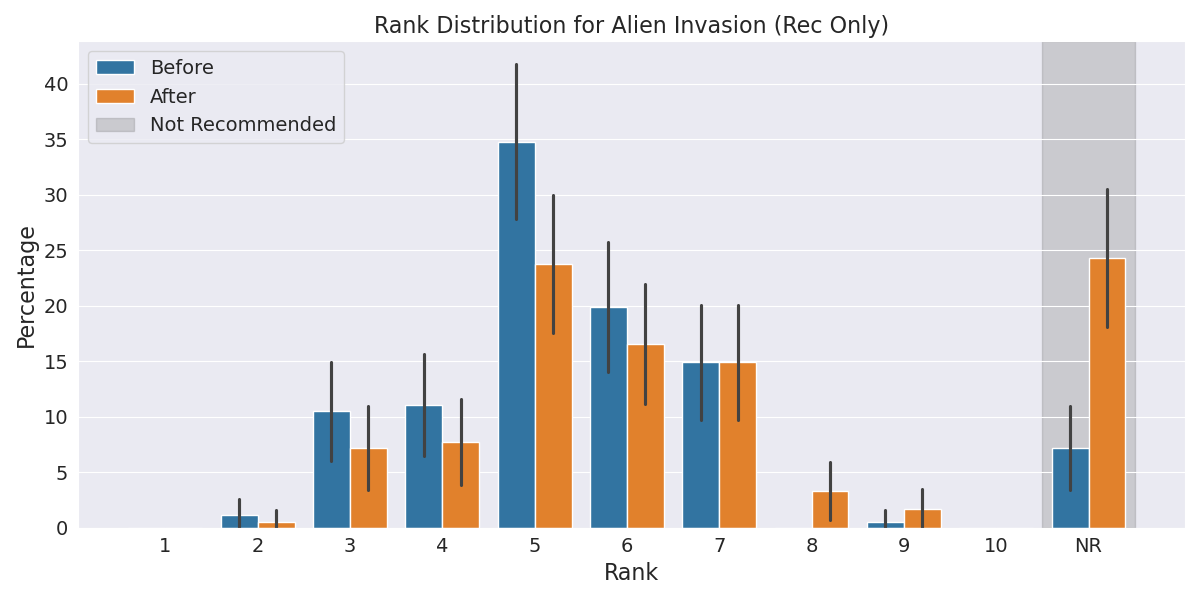 Rank Distribution for Alien Invasion (Rec Only)
Before
After
Not Recommended
Percentage
40
35
30
25
20
15
10
5
0
1 2 3 4 5 6 7 8 9 10 NR
Rank